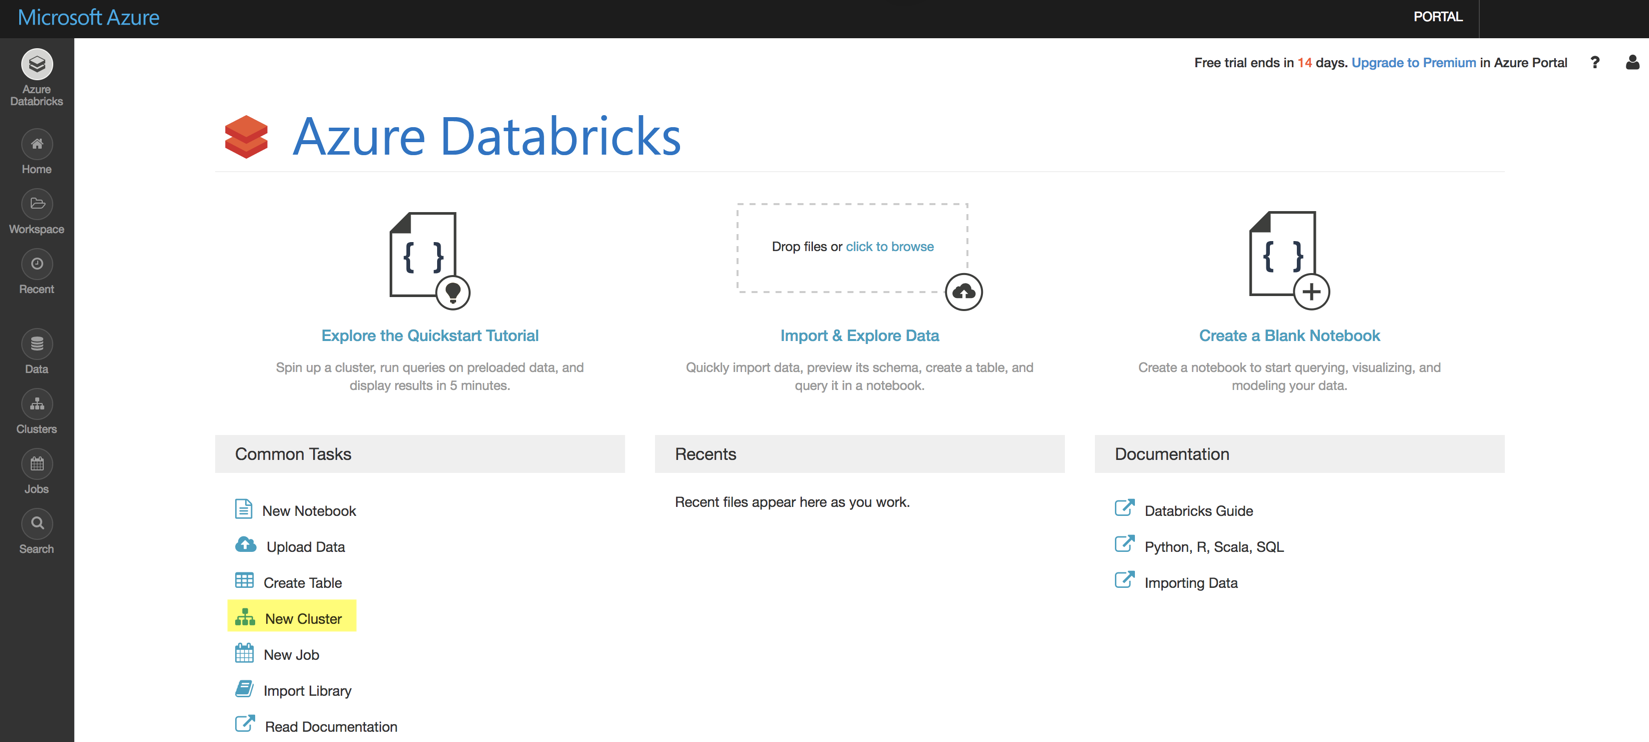 Microsoft Azure
PORTAL
Free trial ends in 14 days. Upgrade to Premium in Azure Portal
?
Azure
Databricks
Home
Workspace
Recent
Data
Clusters
Jobs
Search
Azure Databricks
{ }
Explore the Quickstart Tutorial
Spin up a cluster, run queries on preloaded data, and
display results in 5 minutes.
Drop files or click to browse
Import & Explore Data
Quickly import data, preview its schema, create a table, and
query it in a notebook.
{ }
Create a Blank Notebook
Create a notebook to start querying, visualizing, and
modeling your data.
Common Tasks
New Notebook
Upload Data
Create Table
New Cluster
New Job
Import Library
Read Documentation
Recents
Recent files appear here as you work.
Documentation
Databricks Guide
Python, R, Scala, SQL
Importing Data